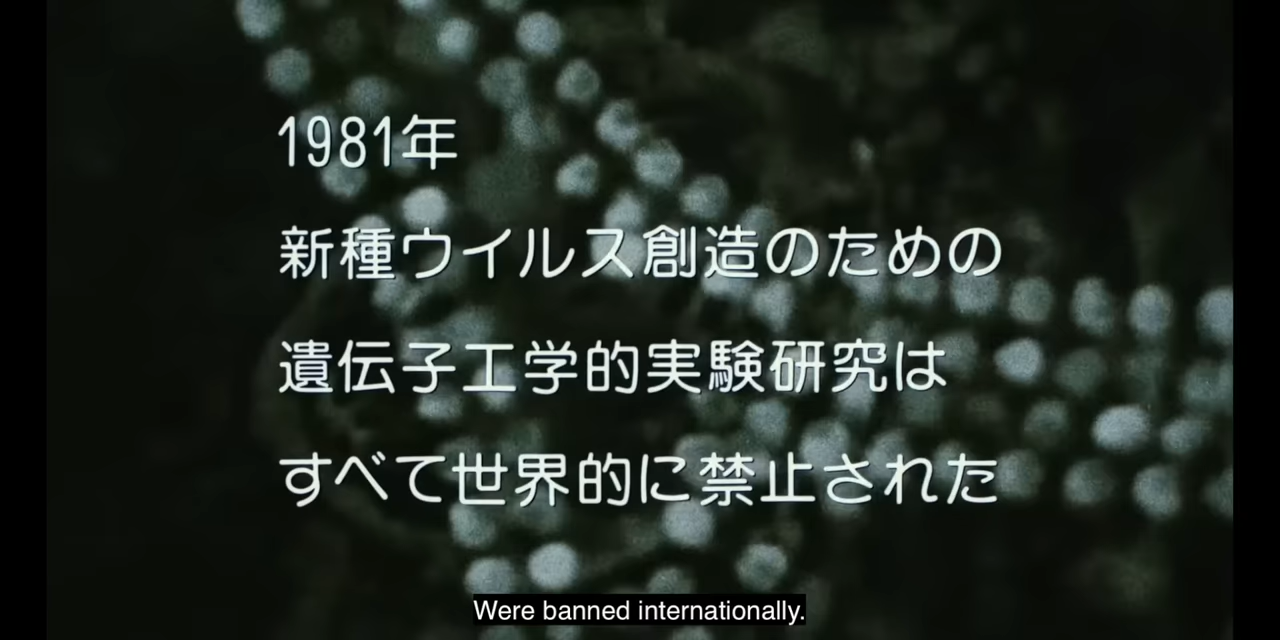 1981年
新種ウイルス創造のための
遺伝子工学的実験研究は
すべて世界的に禁止された
Were banned internationally.